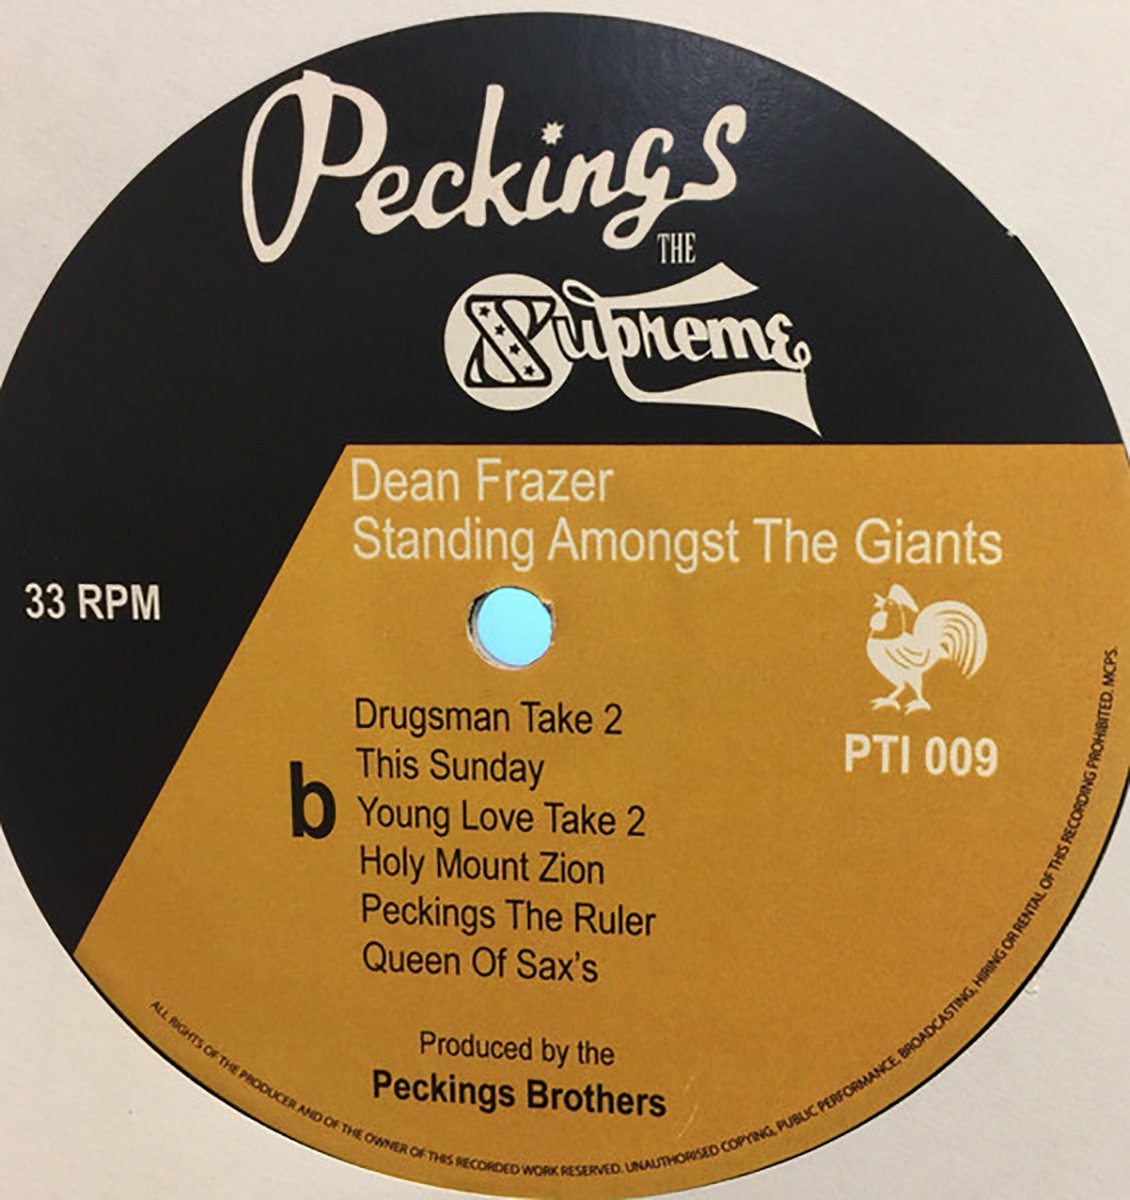 Peckings
THE
Supreme
Dean Frazer
Standing Amongst The Giants
33 RPM
PTI 009
b
Drugsman Take 2
This Sunday
Young Love Take 2
Holy Mount Zion
Peckings The Ruler
Queen Of Sax's
Produced by the
Peckings Brothers
ALL RIGHTS OF THE PRODUCER AND OF THE OWNER OF THIS RECORDED WORK RESERVED. UNAUTHORISED COPYING, PUBLIC PERFORMANCE, BROADCASTING, HIRING OR RENTAL OF THIS RECORDING PROHIBITED. MCPS.